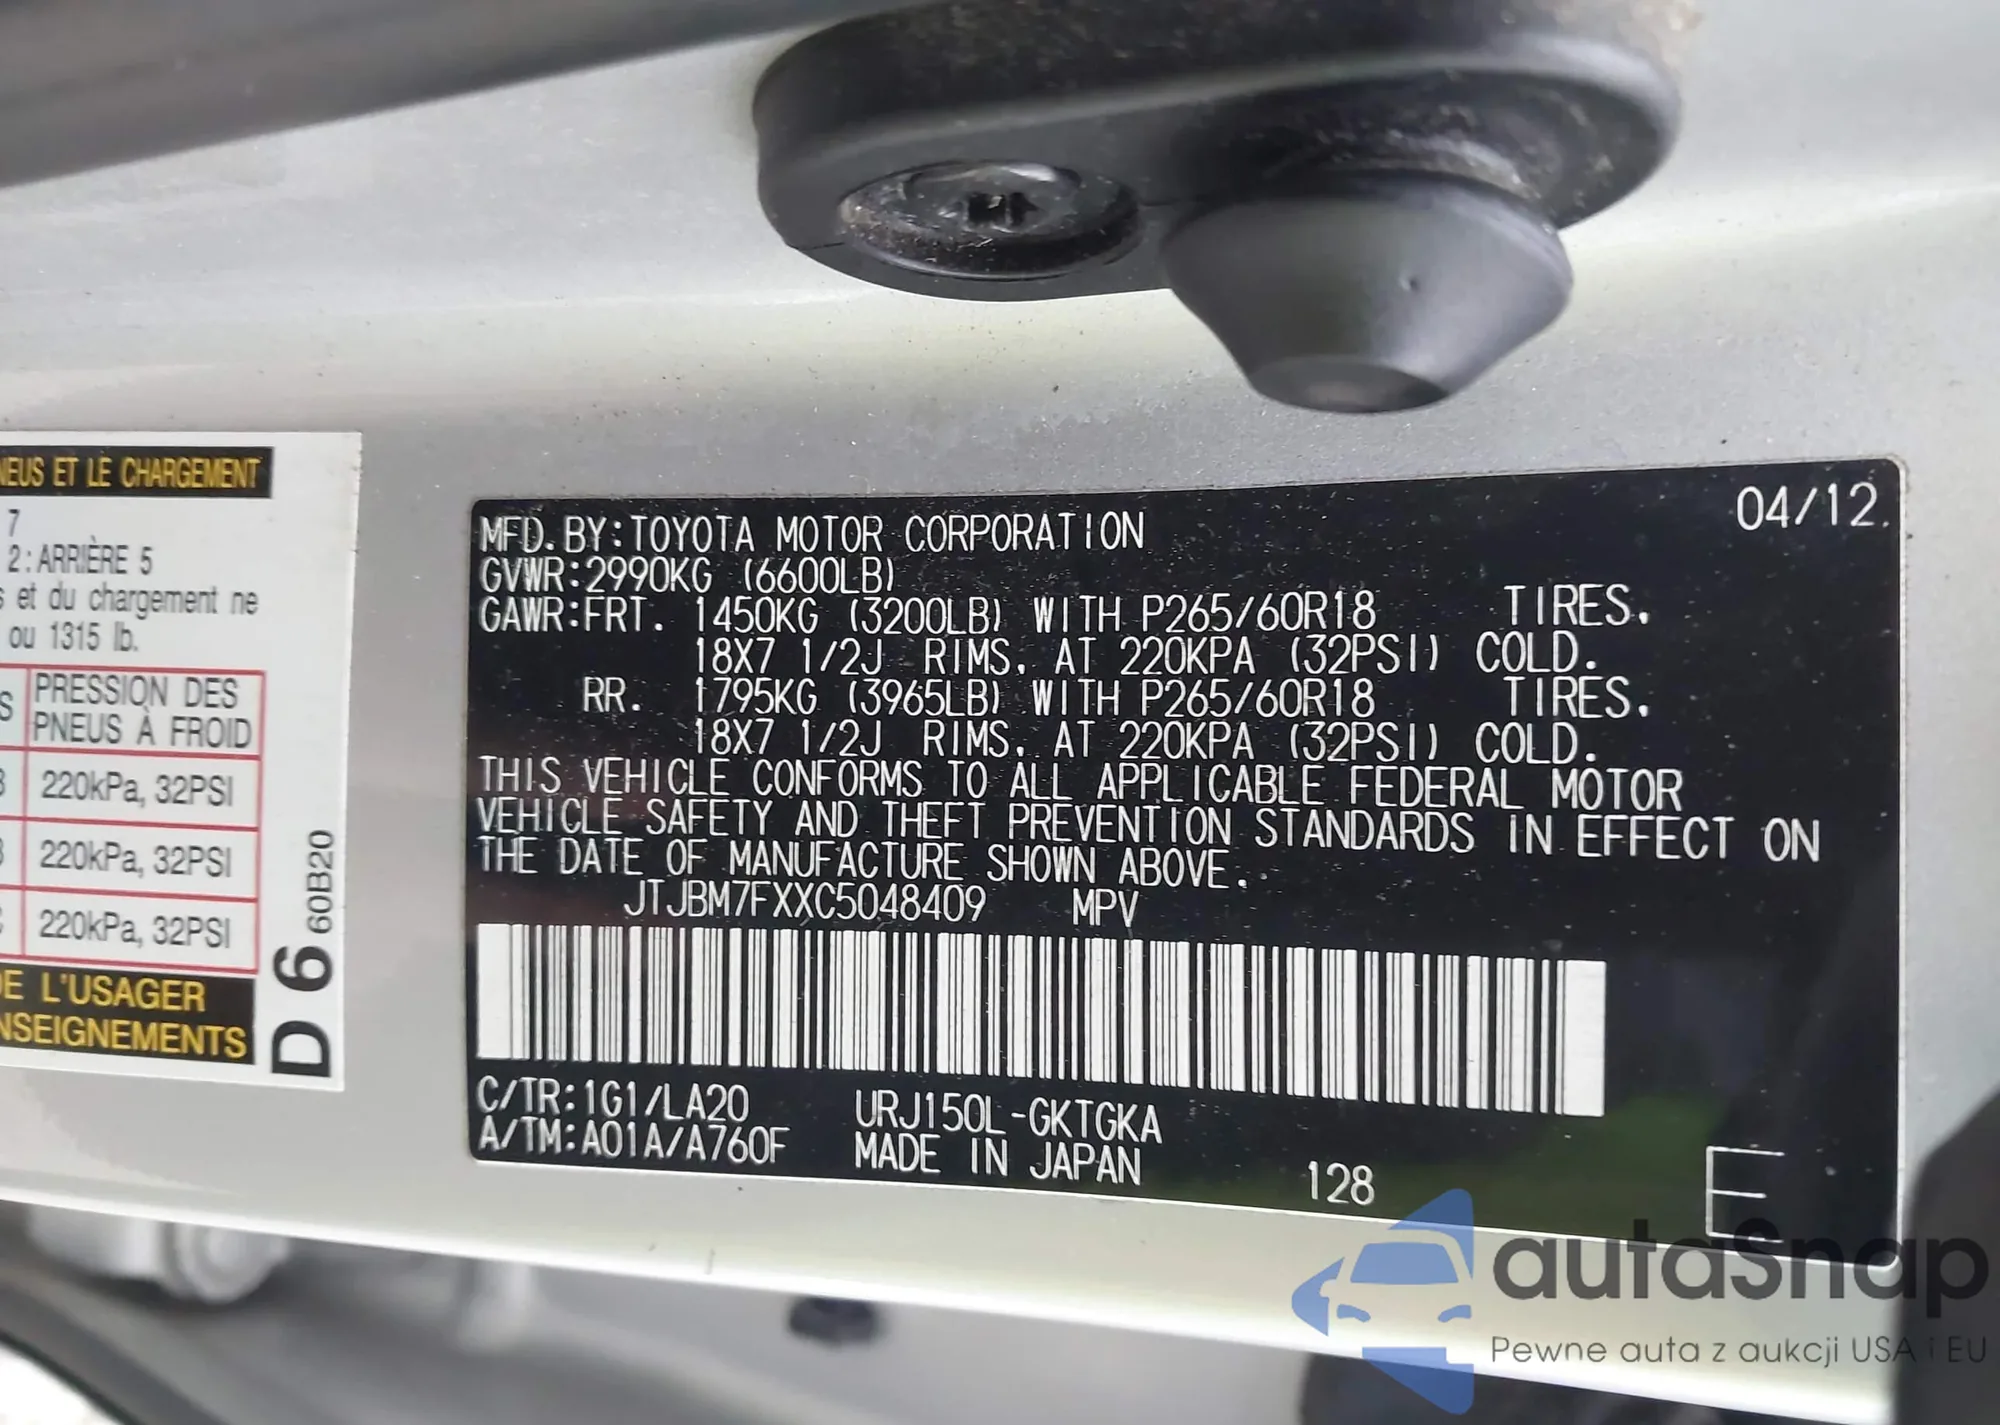 NEUS ET LE CHARGEMENT
7
2: ARRIÈRE 5
s et du chargement ne
ou 1315 lb.
S PRESSION DES
PNEUS À FROID
220kPa, 32PSI
220kPa, 32PSI
220kPa, 32PSI
DE L'USAGER
NSEIGNEMENTS
D 6 60B20
04/12
MFD. BY: TOYOTA MOTOR CORPORATION
GVWR: 2990KG (6600LB)
GAWR: FRT. 1450KG (3200LB) WITH P265/60R18 TIRES.
18X7 1/2J RIMS, AT 220KPA (32PSI) COLD.
RR. 1795KG (3965LB) WITH P265/60R18 TIRES.
18X7 1/2J RIMS, AT 220KPA (32PSI) COLD.
THIS VEHICLE CONFORMS TO ALL APPLICABLE FEDERAL MOTOR
VEHICLE SAFETY AND THEFT PREVENTION STANDARDS IN EFFECT ON
THE DATE OF MANUFACTURE SHOWN ABOVE.
JTJBM7FXXC5048409 MPV
C/TR: 1G1/LA20 URJ150L-GKTGKA
A/TM: A01A/A760F MADE IN JAPAN 128
E
autaSnap
Pewne auta z aukcji USA i EU